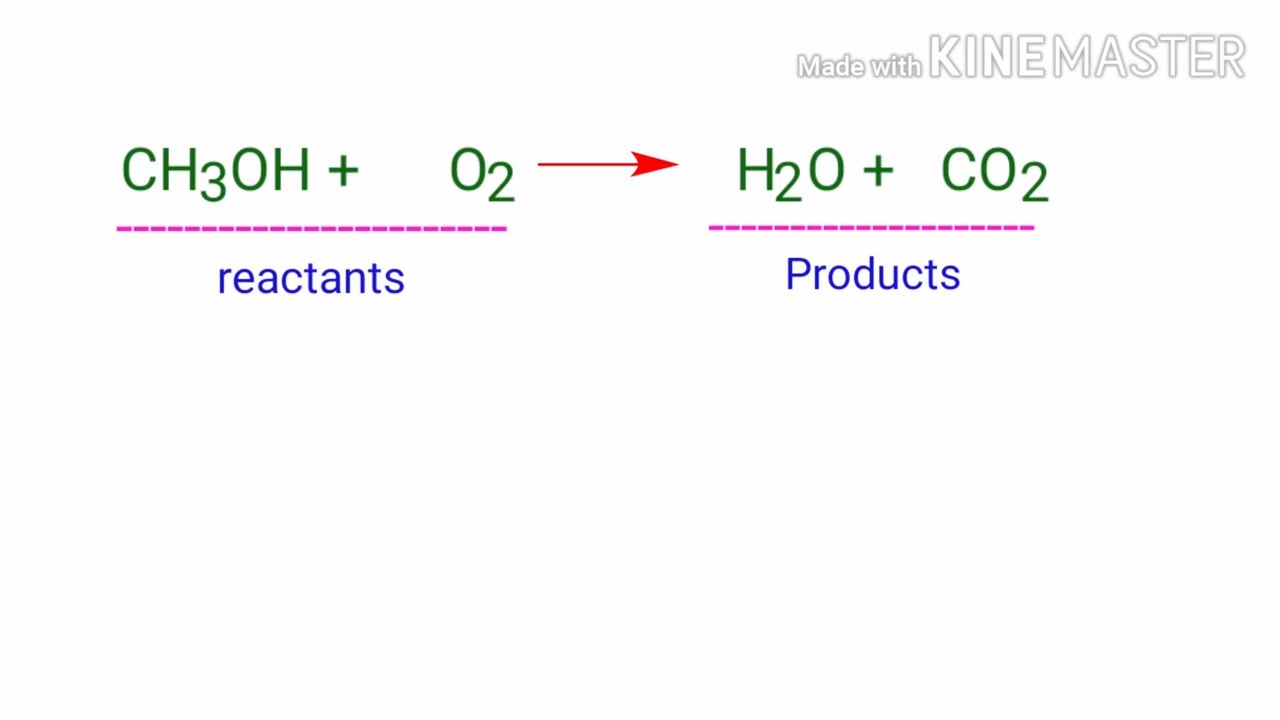 Made with KINEMASTER
CH3OH + O2 → H2O + CO2
reactants Products